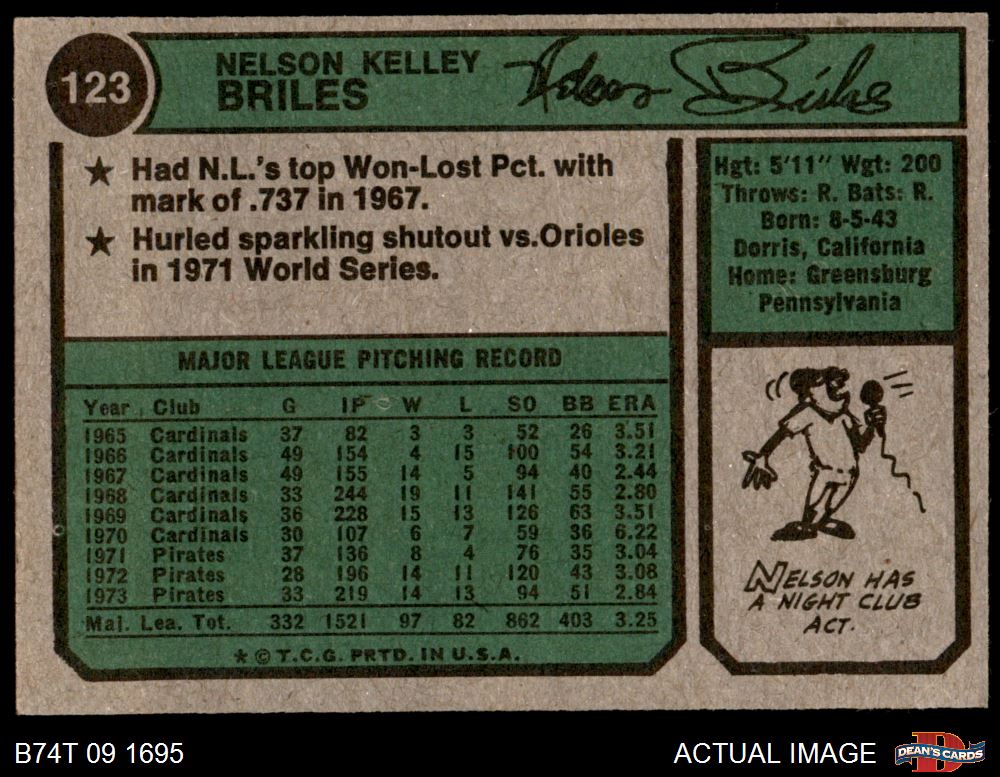 123
NELSON KELLEY
BRILES
Nelson Briles
★ Had N.L.'s top Won-Lost Pct. with
mark of .737 in 1967.
★ Hurled sparkling shutout vs.Orioles
in 1971 World Series.
Hgt: 5'11" Wgt: 200
Throws: R. Bats: R.
Born: 8-5-43
Dorris, California
Home: Greensburg
Pennsylvania
MAJOR LEAGUE PITCHING RECORD
Year Club G IP W L SO BB ERA
1965 Cardinals 37 82 3 3 52 26 3.51
1966 Cardinals 49 154 4 15 100 54 3.21
1967 Cardinals 49 155 14 5 94 40 2.44
1968 Cardinals 33 244 19 11 141 55 2.80
1969 Cardinals 36 228 15 13 126 63 3.51
1970 Cardinals 30 107 6 7 59 36 6.22
1971 Pirates 37 136 8 4 76 35 3.04
1972 Pirates 28 196 14 11 120 43 3.08
1973 Pirates 33 219 14 13 94 51 2.84
Maj. Lea. Tot. 332 1521 97 82 862 403 3.25
* © T.C.G. PRTD. IN U.S.A.
NELSON HAS
A NIGHT CLUB
ACT.
B74T 09 1695
ACTUAL IMAGE
D
DEAN'S CARDS